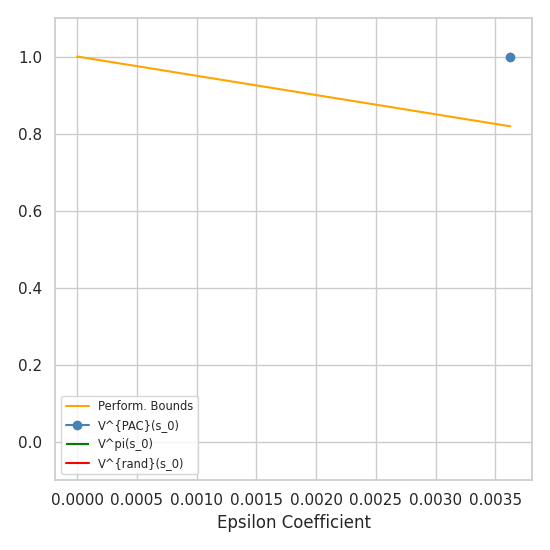 1.0
0.8
0.6
0.4
0.2
0.0
Perform. Bounds
V^{PAC}(s_0)
V^pi(s_0)
V^{rand}(s_0)
0.0000 0.0005 0.0010 0.0015 0.0020 0.0025 0.0030 0.0035
Epsilon Coefficient